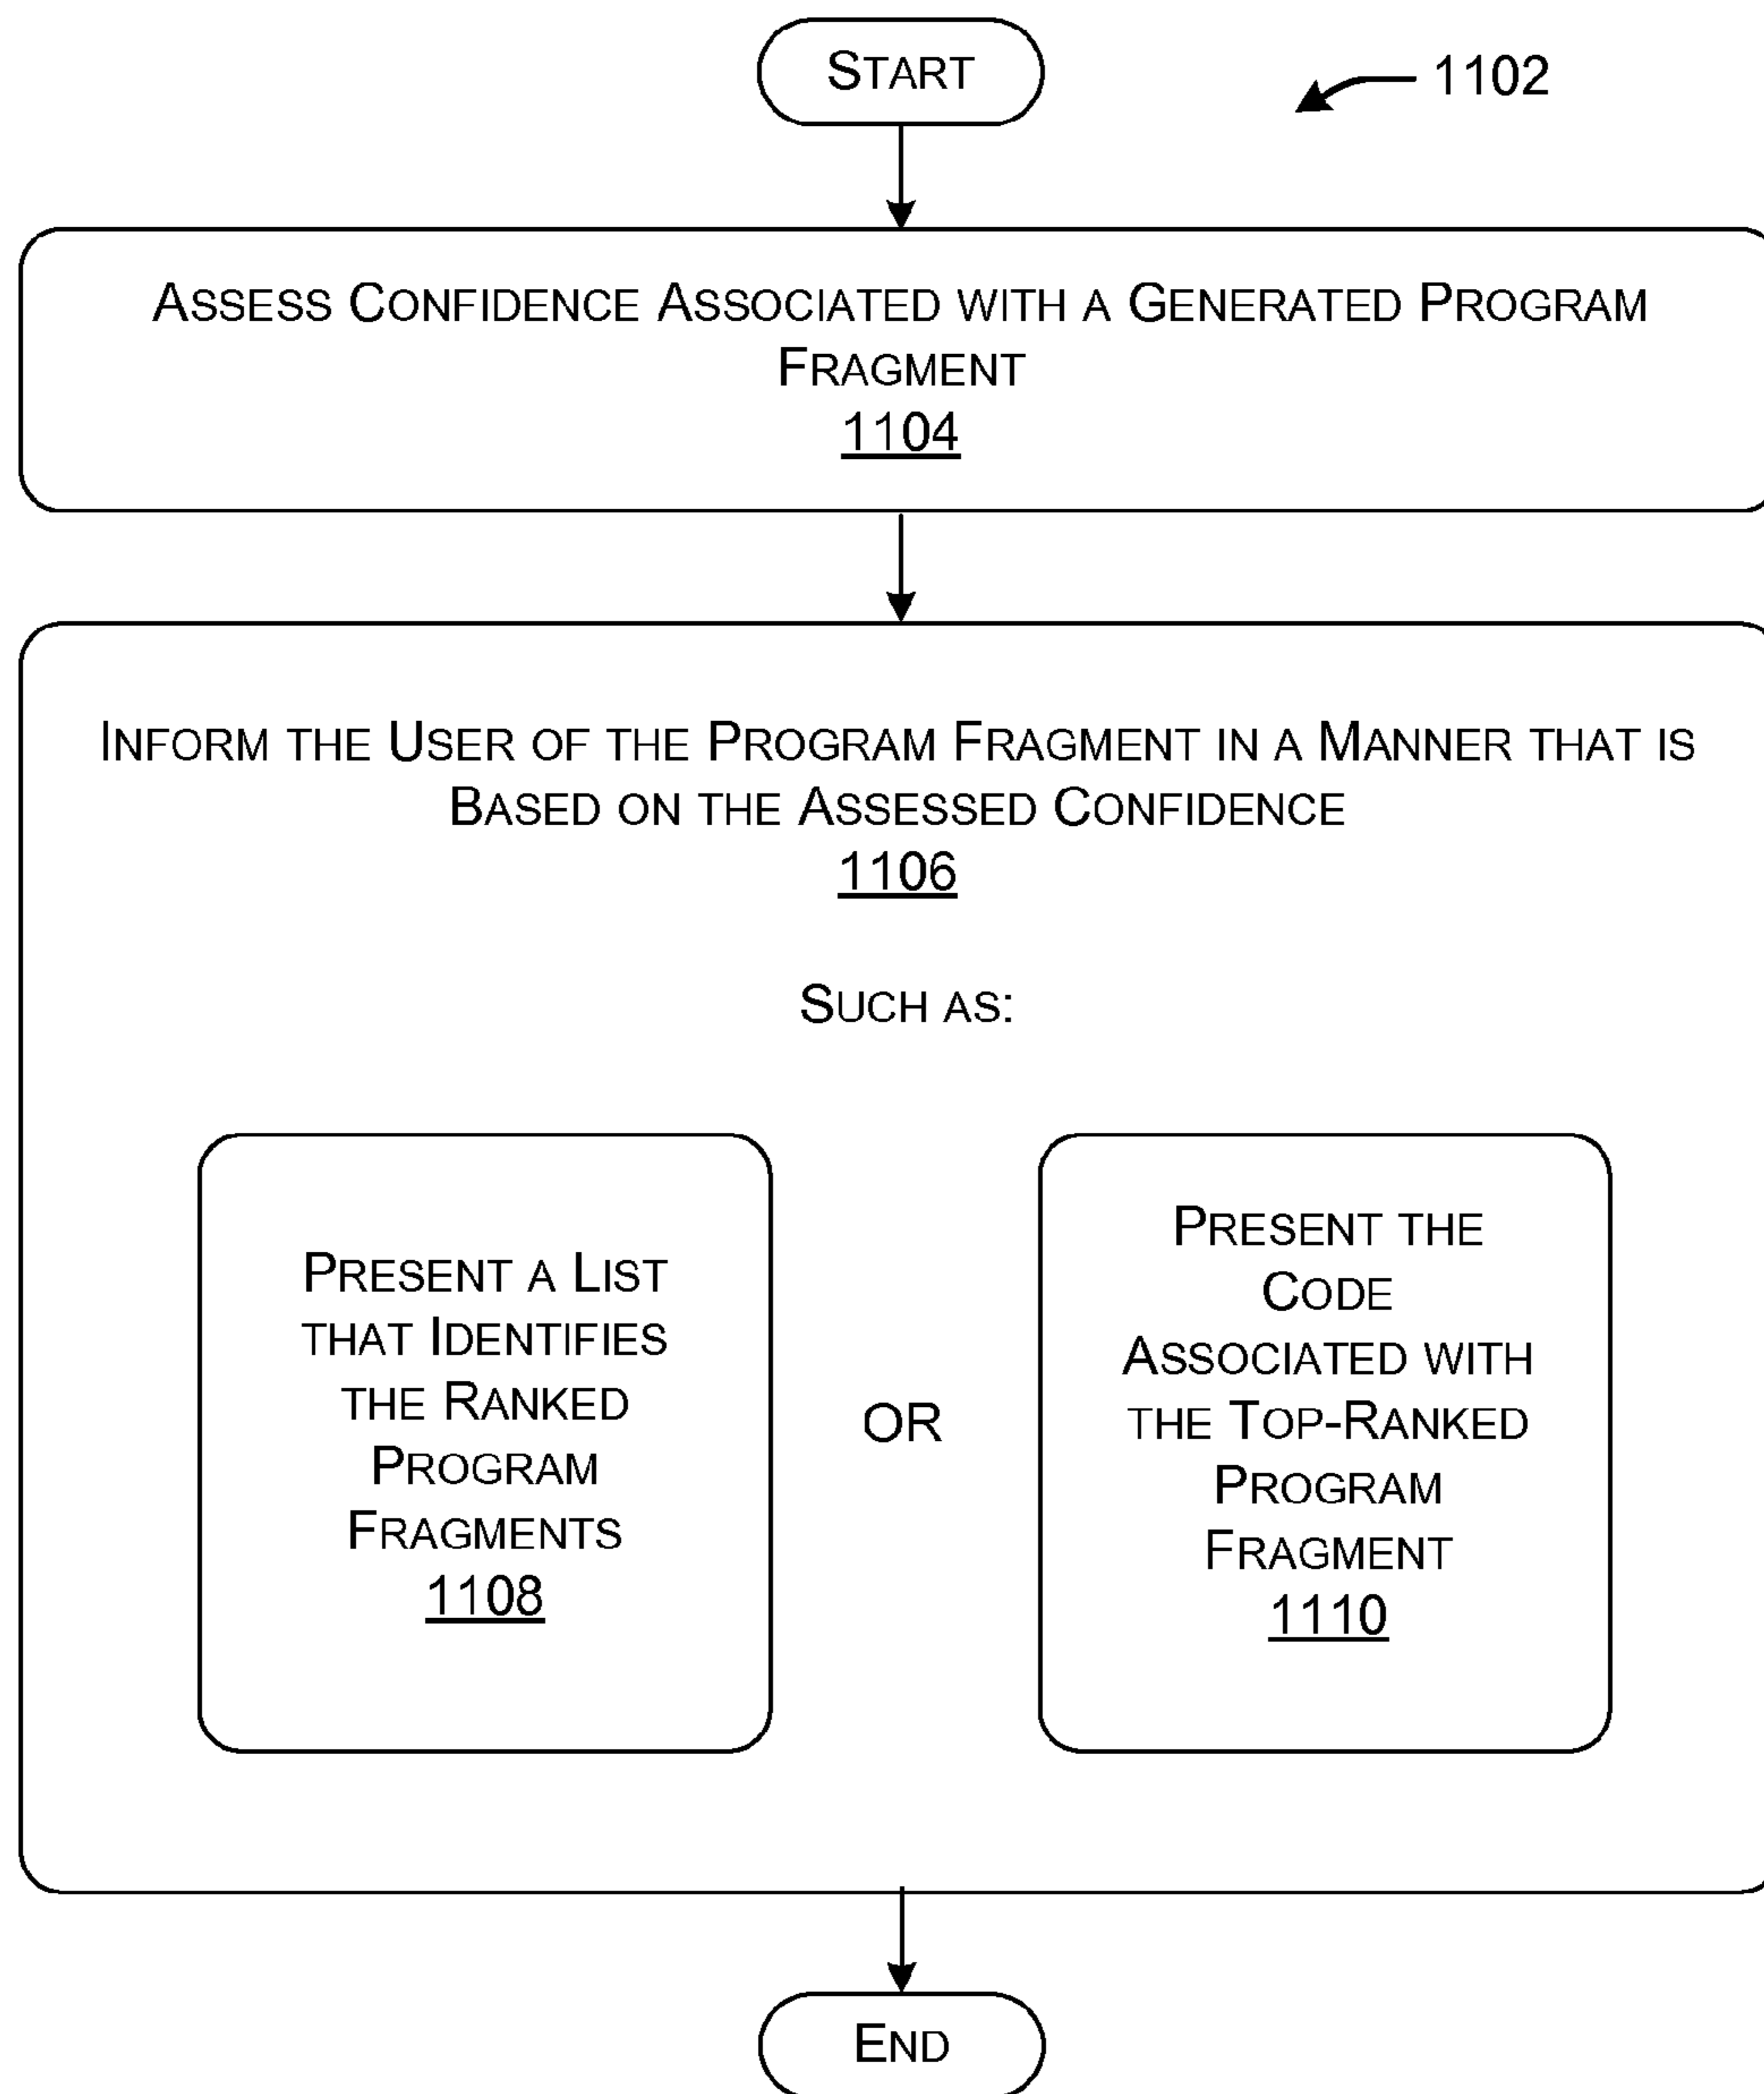 START
1102
ASSESS CONFIDENCE ASSOCIATED WITH A GENERATED PROGRAM
FRAGMENT
1104
INFORM THE USER OF THE PROGRAM FRAGMENT IN A MANNER THAT IS
BASED ON THE ASSESSED CONFIDENCE
1106
SUCH AS:
PRESENT A LIST
THAT IDENTIFIES
THE RANKED
PROGRAM
FRAGMENTS
1108
OR
PRESENT THE
CODE
ASSOCIATED WITH
THE TOP-RANKED
PROGRAM
FRAGMENT
1110
END